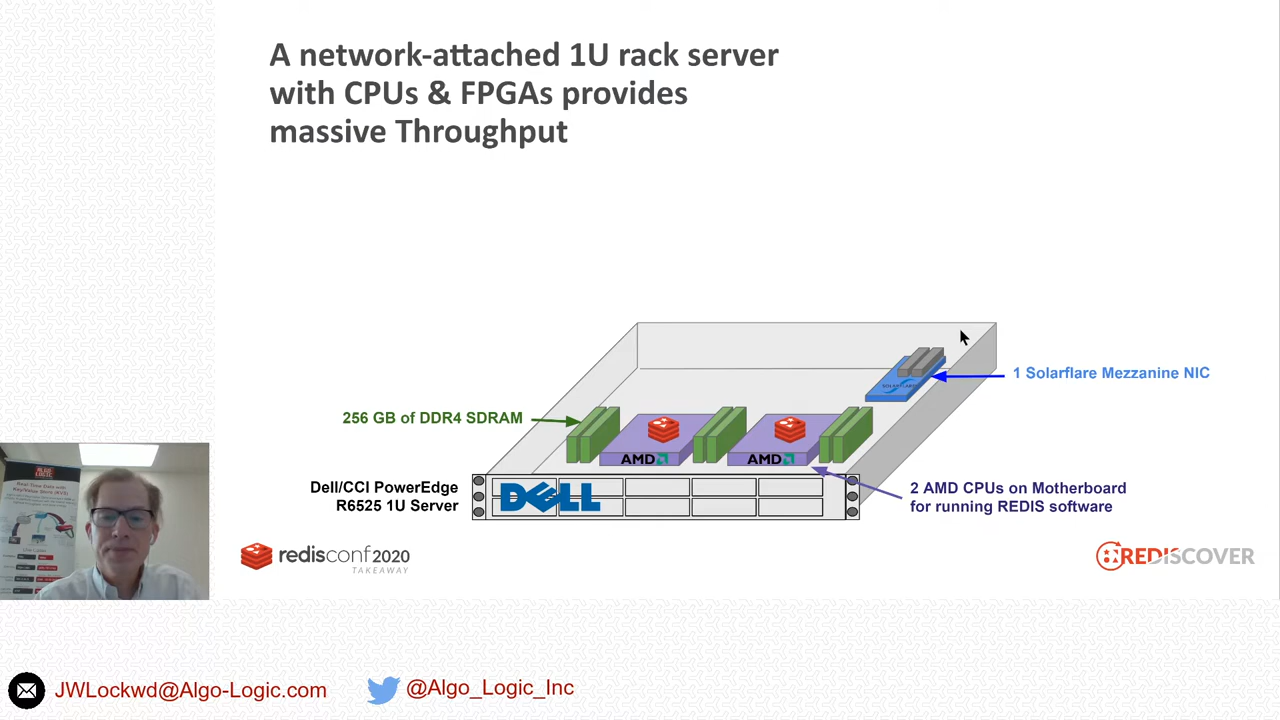 A network-attached 1U rack server
with CPUs & FPGAs provides
massive Throughput
1 Solarflare Mezzanine NIC
256 GB of DDR4 SDRAM
AMD
AMD
Dell/CCI PowerEdge
R6525 1U Server
DELL
2 AMD CPUs on Motherboard
for running REDIS software
redisconf 2020
TAKEAWAY
REDISCOVER
JWLockwd@Algo-Logic.com
@Algo_Logic_Inc